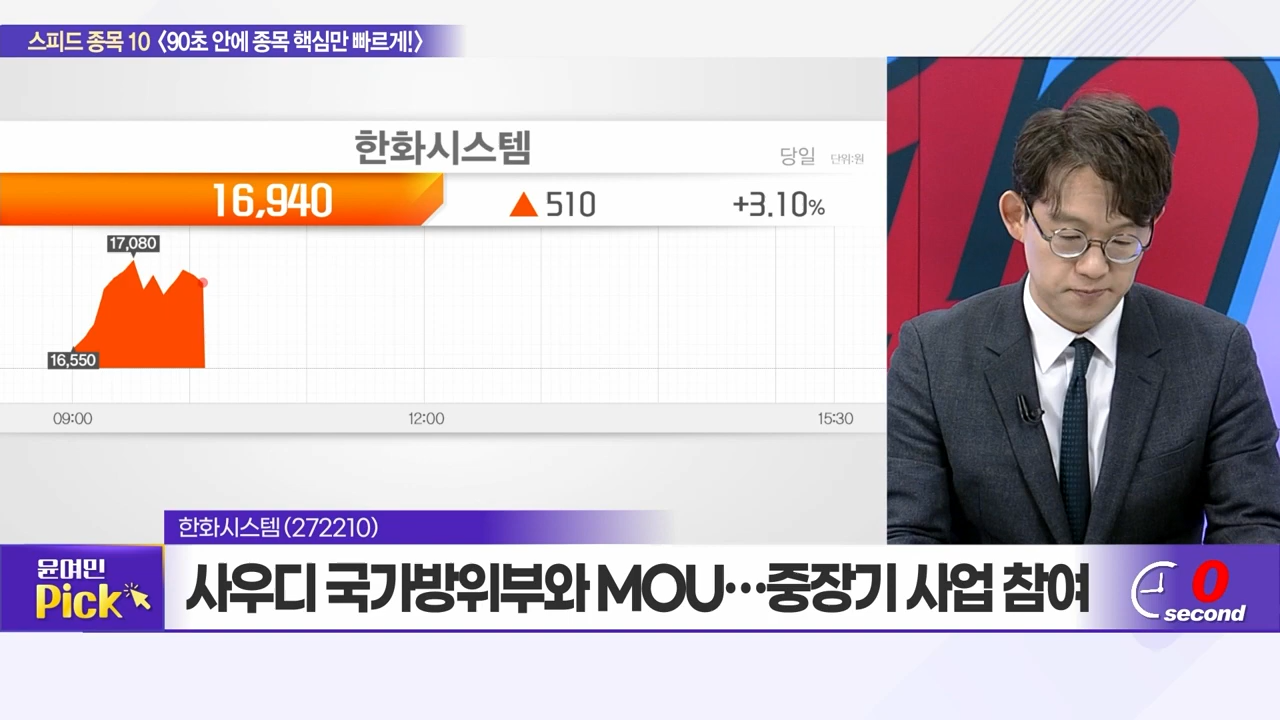 스피드 종목 10 <90초 안에 종목 핵심만 빠르게!>
한화시스템
당일 단위:원
16,940 ▲ 510 +3.10%
17,080
16,550
09:00 12:00 15:30
10
한화시스템(272210)
윤여민
Pick
사우디 국가방위부와 MOU…중장기 사업 참여
0
second